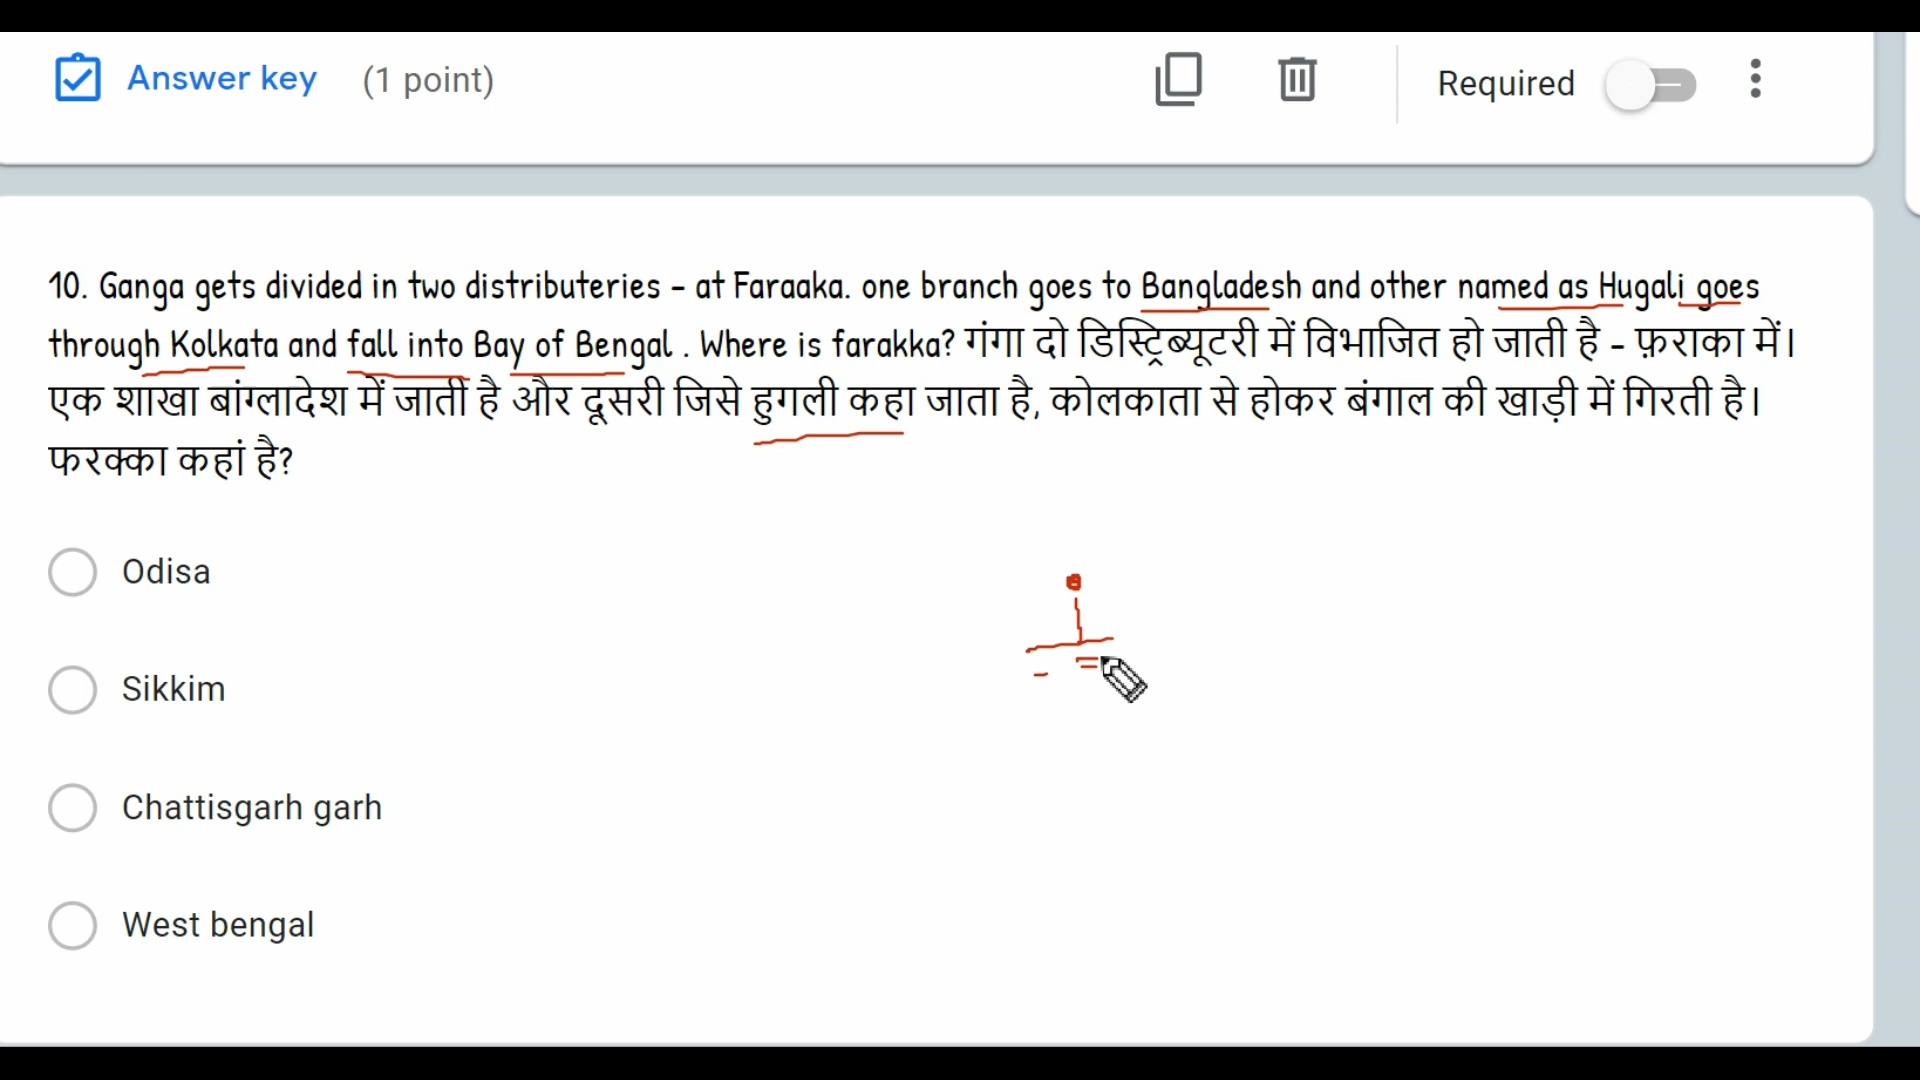 Answer key (1 point) Required
10. Ganga gets divided in two distributeries - at Faraaka. one branch goes to Bangladesh and other named as Hugali goes
through Kolkata and fall into Bay of Bengal . Where is farakka? गंगा दो डिस्ट्रिब्यूटरी में विभाजित हो जाती है - फ़राका में।
एक शाखा बांग्लादेश में जाती है और दूसरी जिसे हुगली कहा जाता है, कोलकाता से होकर बंगाल की खाड़ी में गिरती है।
फरक्का कहां है?
Odisa
Sikkim
Chattisgarh garh
West bengal